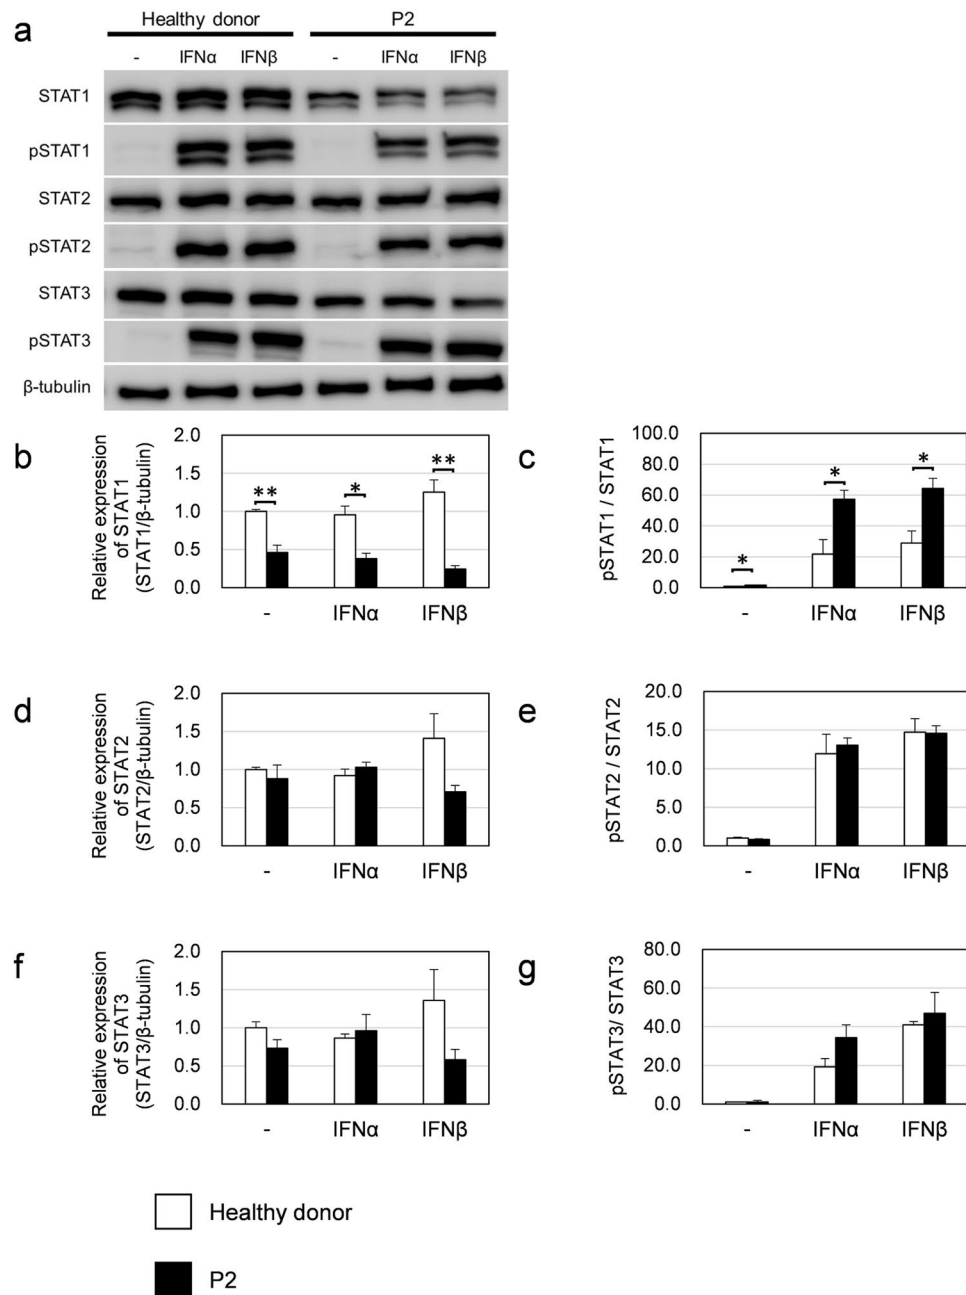 a
Healthy donor P2
- IFNα IFNβ - IFNα IFNβ
STAT1
pSTAT1
STAT2
pSTAT2
STAT3
pSTAT3
β-tubulin
b
Relative expression
of STAT1
(STAT1/β-tubulin)
2.0
1.5
1.0
0.5
0.0
** * **
- IFNα IFNβ
c
pSTAT1 / STAT1
100.0
80.0
60.0
40.0
20.0
0.0
* * *
- IFNα IFNβ
d
Relative expression
of STAT2
(STAT2/β-tubulin)
2.0
1.5
1.0
0.5
0.0
- IFNα IFNβ
e
pSTAT2 / STAT2
20.0
15.0
10.0
5.0
0.0
- IFNα IFNβ
f
Relative expression
of STAT3
(STAT3/β-tubulin)
2.0
1.5
1.0
0.5
0.0
- IFNα IFNβ
g
pSTAT3/ STAT3
80.0
60.0
40.0
20.0
0.0
- IFNα IFNβ
Healthy donor
P2